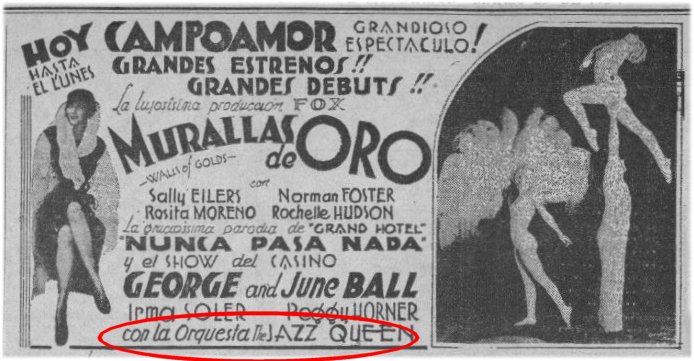 HOY
HASTA
EL LUNES
CAMPOAMOR
GRANDIOSO
ESPECTACULO!
GRANDES ESTRENOS!!
GRANDES DEBUTS!!
La lujosísima producción FOX
MURALLAS
de ORO
-WALLS of GOLDS-
con
Sally EILERS Norman FOSTER
Rosita MORENO Rochelle HUDSON
La graciosísima parodia de "GRAND HOTEL"
"NUNCA PASA NADA"
y el SHOW del CASINO
GEORGE and June BALL
Irma SOLER Peggy HORNER
con la Orquesta The JAZZ QUEEN